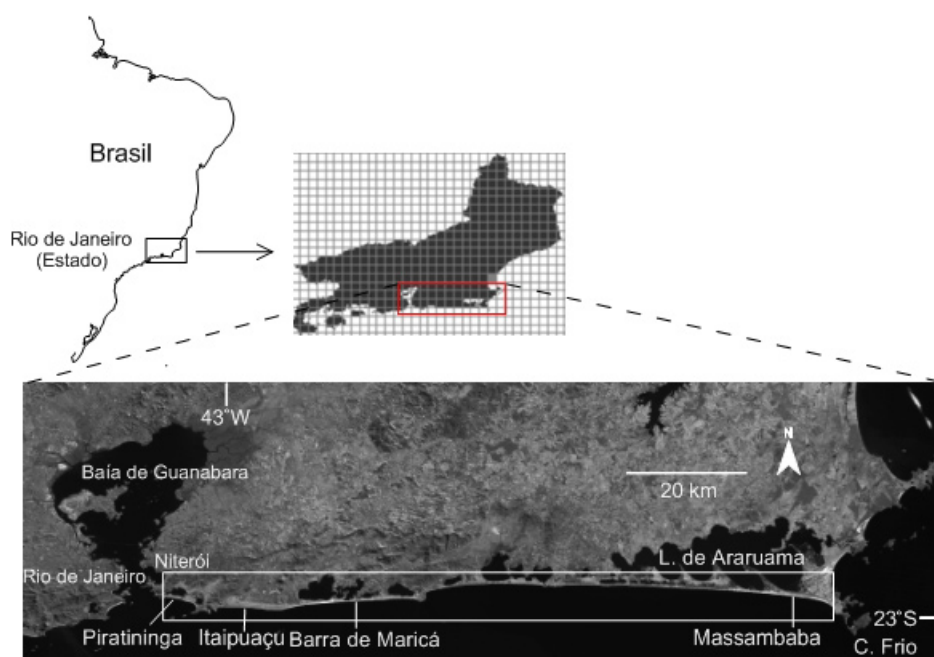 Brasil
Rio de Janeiro
(Estado)
43°W
N
Baía de Guanabara
20 km
Niterói
L. de Araruama
Rio de Janeiro
23°S
Piratininga
Itaipuaçu
Barra de Maricá
Massambaba
C. Frio